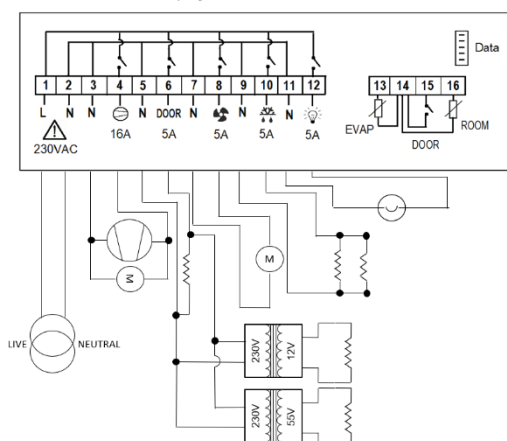 Data
1 2 3 4 5 6 7 8 9 10 11 12
13 14 15 16
L N N N DOOR N N N
230VAC
16A 5A 5A 5A 5A
EVAP ROOM
DOOR
M
M
LIVE NEUTRAL
230V 12V
230V 55V